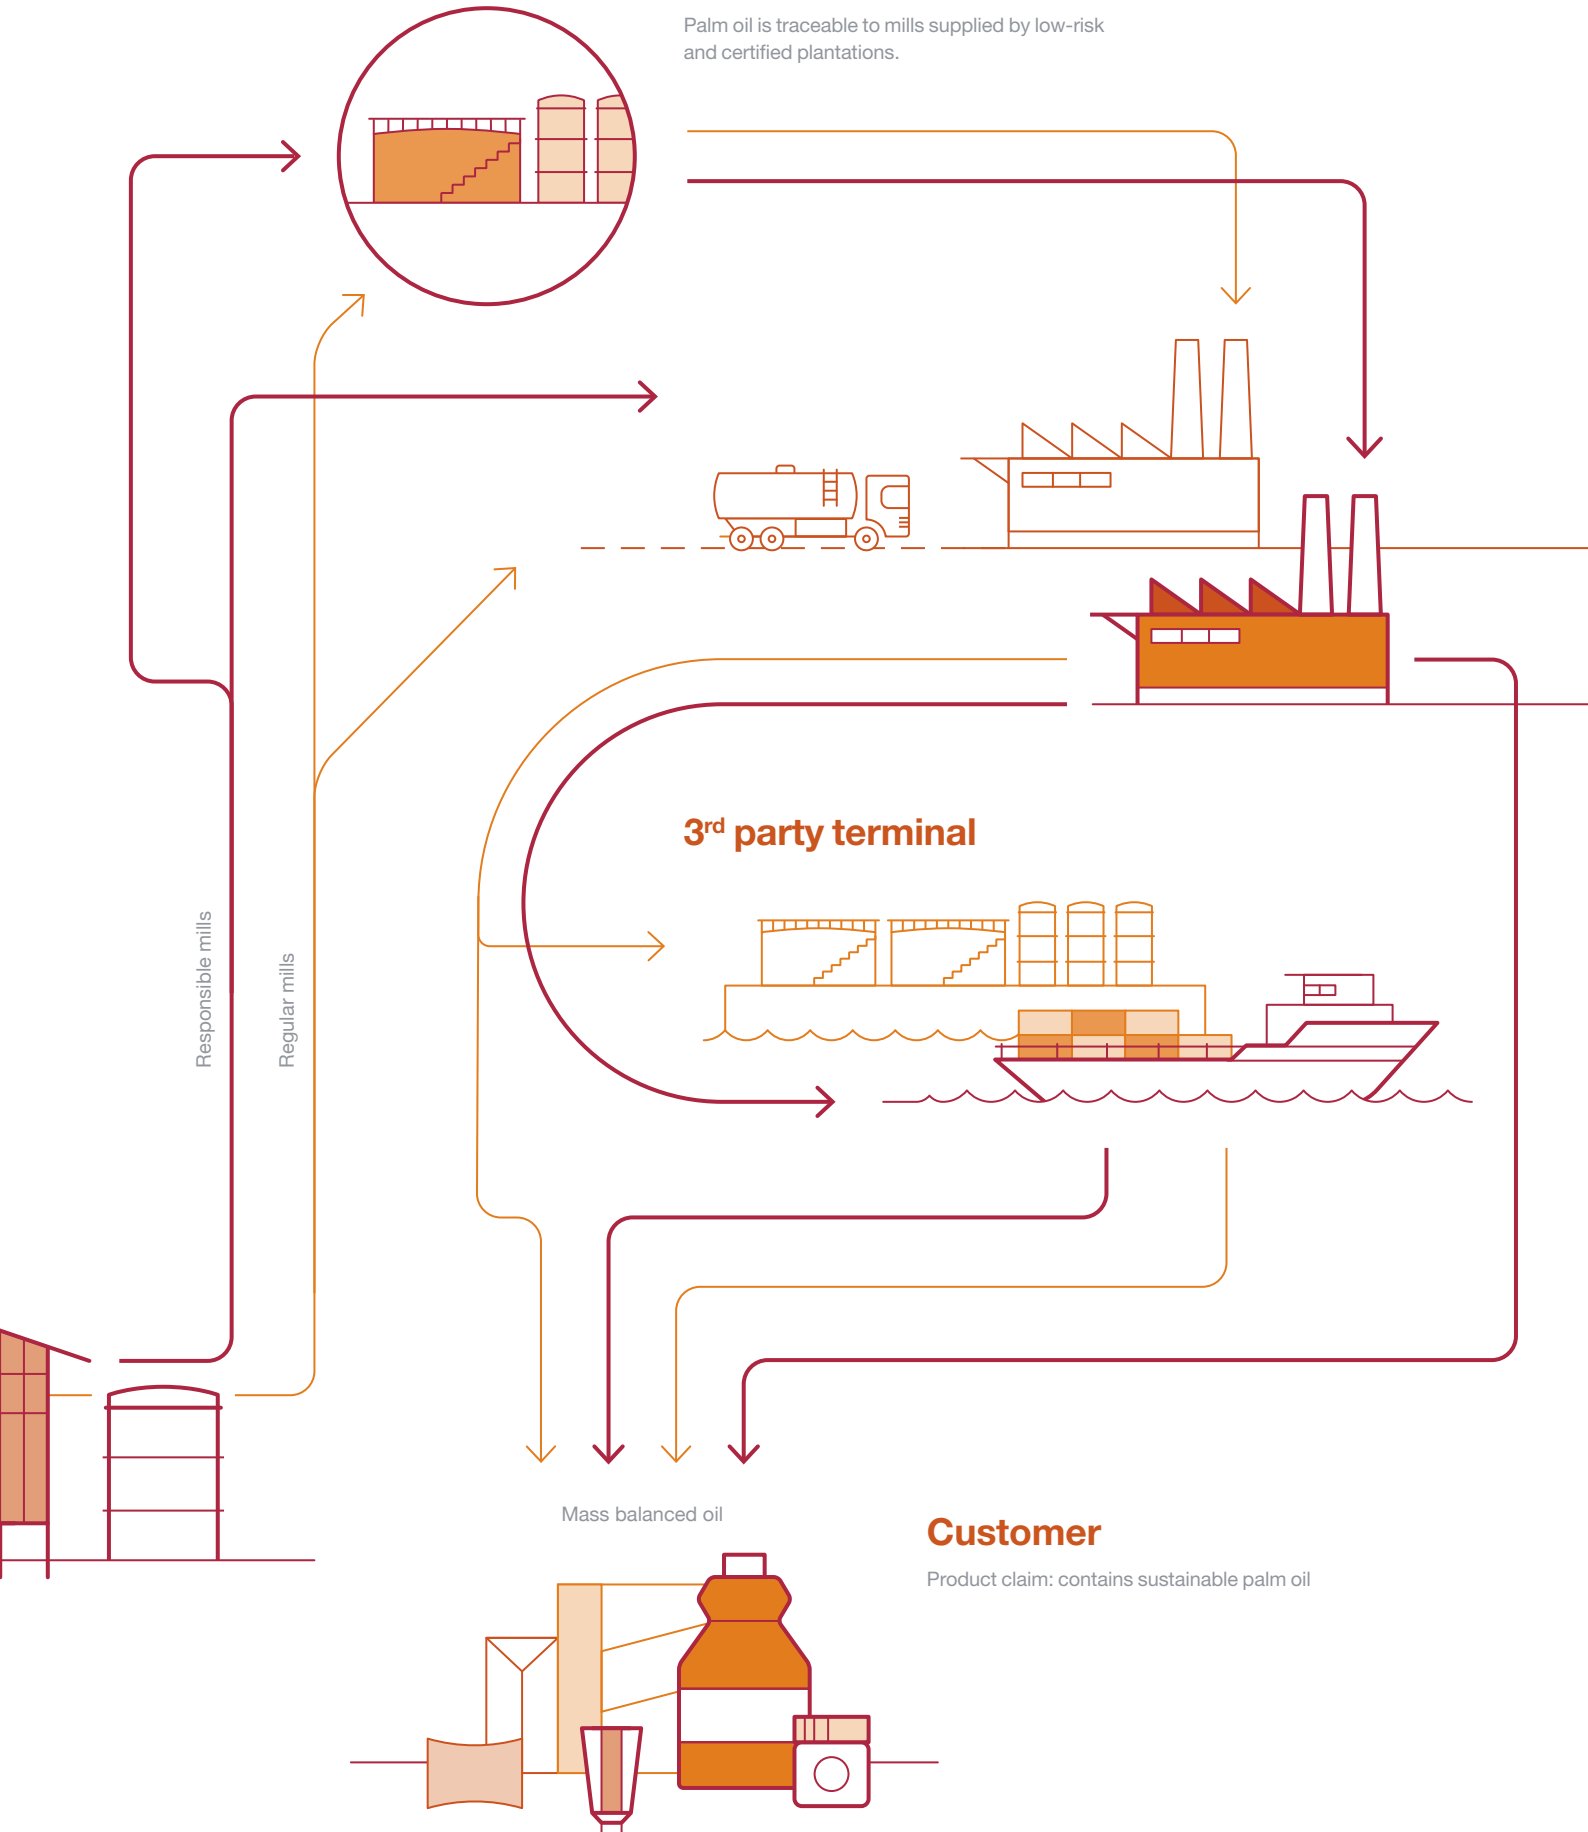 Palm oil is traceable to mills supplied by low-risk
and certified plantations.
3rd party terminal
Responsible mills
Regular mills
Mass balanced oil
Customer
Product claim: contains sustainable palm oil